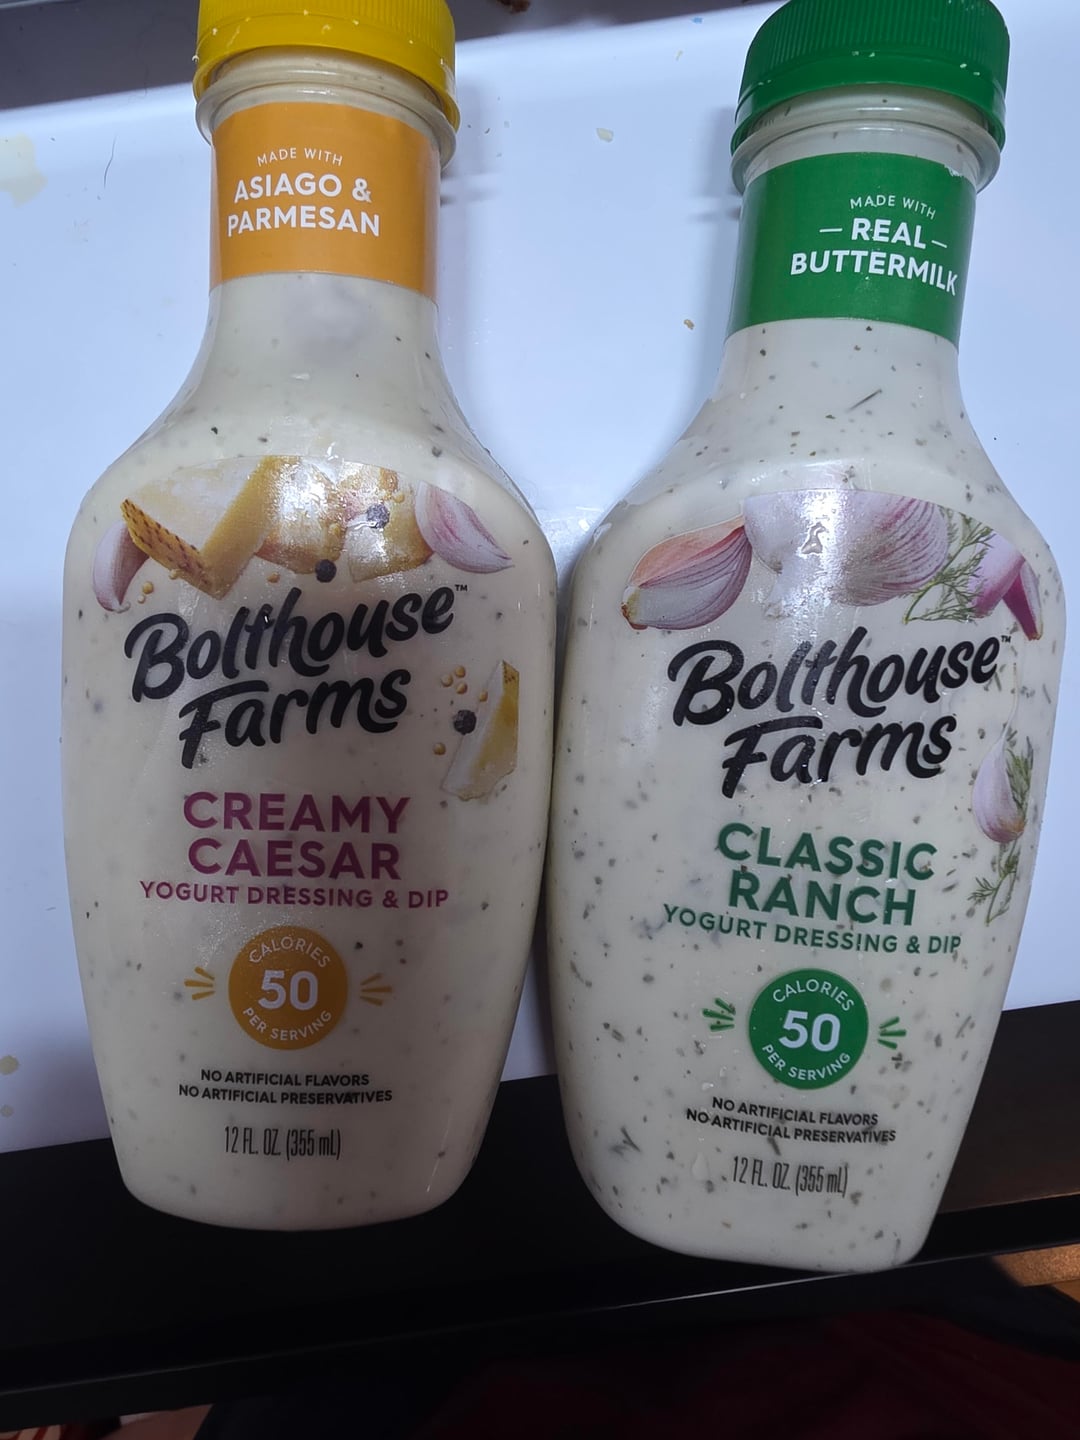 MADE WITH
ASIAGO &
PARMESAN
Bolthouse™
Farms
CREAMY
CAESAR
YOGURT DRESSING & DIP
CALORIES
50
PER SERVING
NO ARTIFICIAL FLAVORS
NO ARTIFICIAL PRESERVATIVES
12 FL. OZ. (355 mL)
MADE WITH
– REAL –
BUTTERMILK
Bolthouse™
Farms
CLASSIC
RANCH
YOGURT DRESSING & DIP
CALORIES
50
PER SERVING
NO ARTIFICIAL FLAVORS
NO ARTIFICIAL PRESERVATIVES
12 FL. OZ. (355 mL)